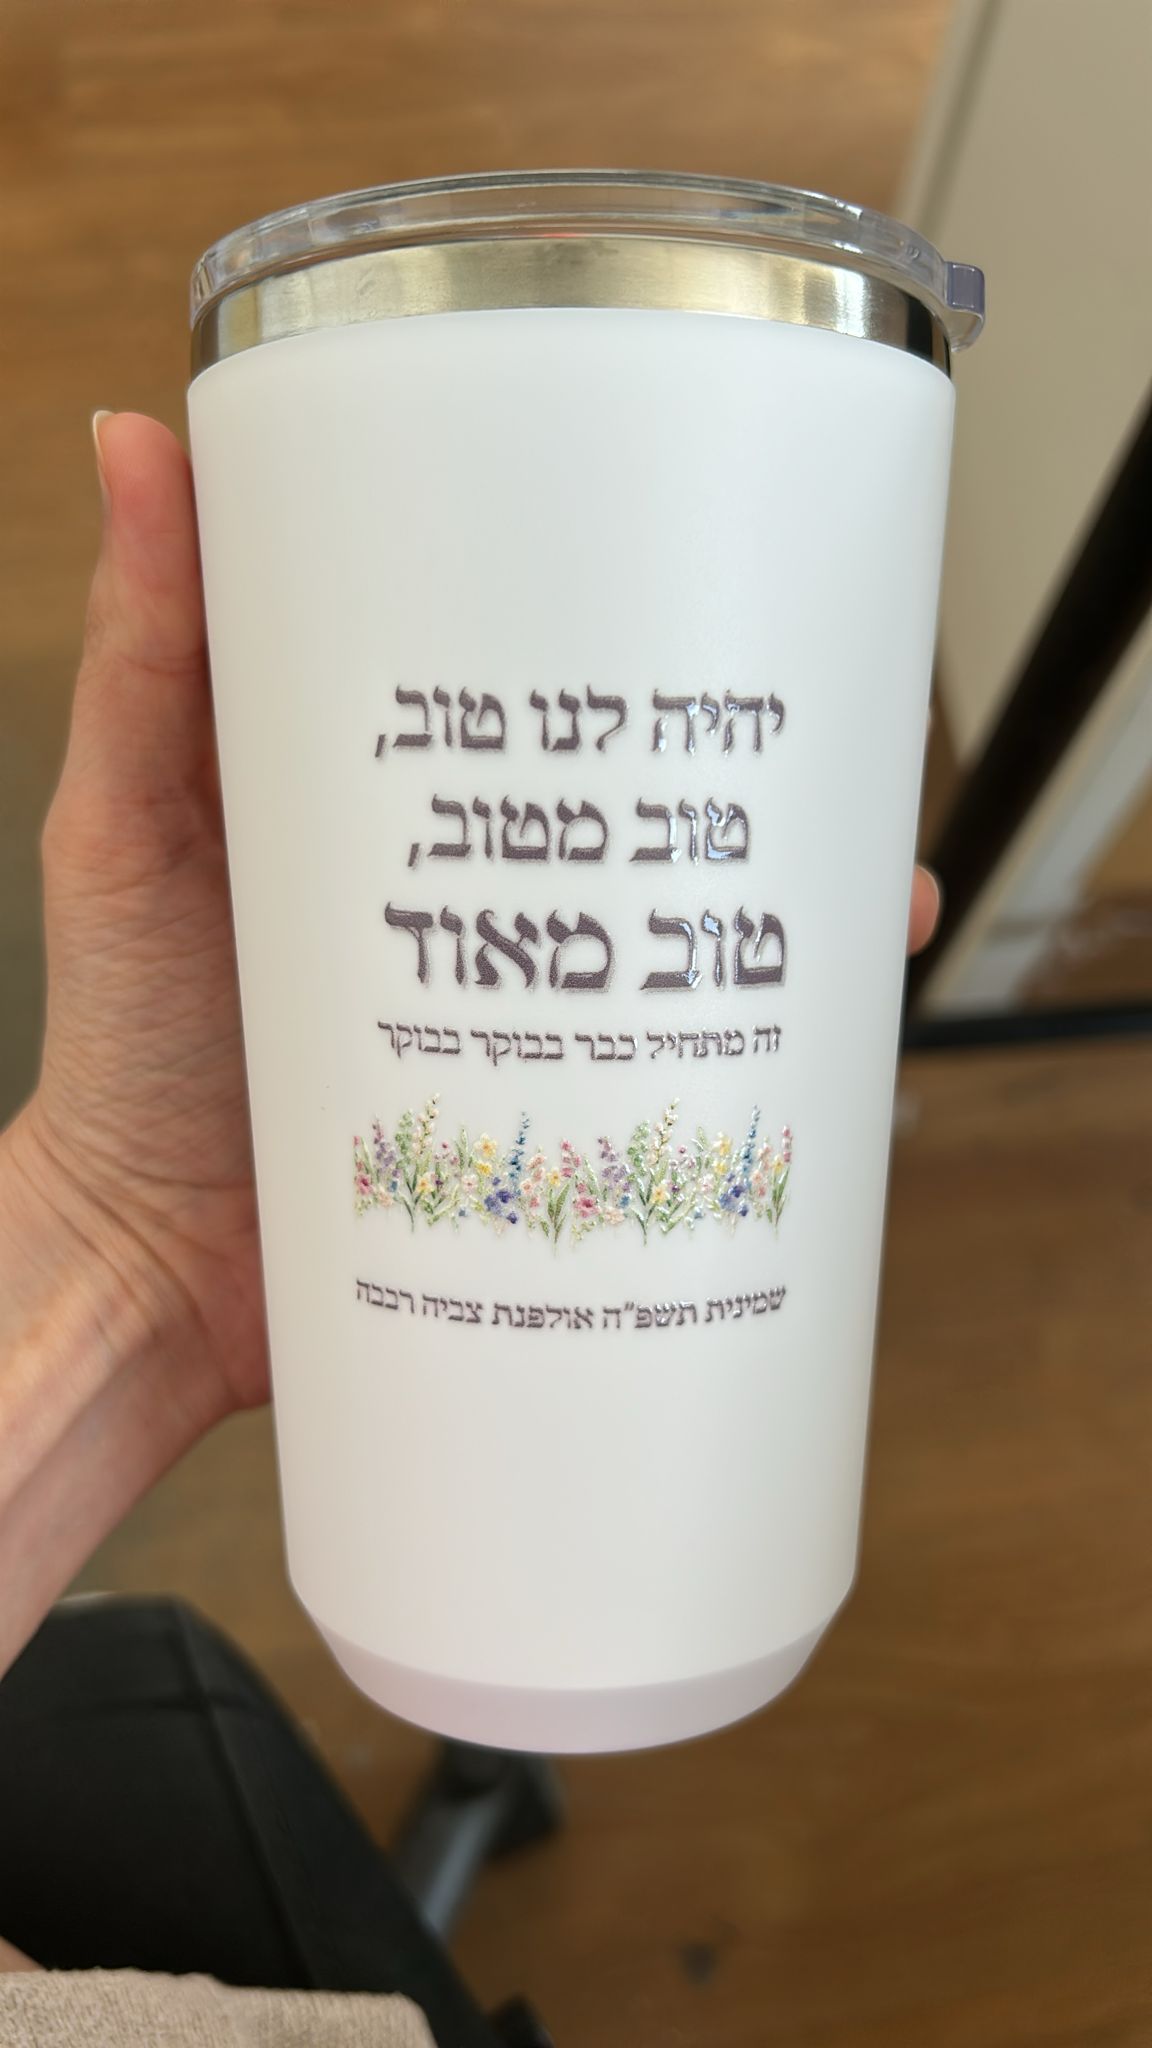 יהיה לנו טוב,
טוב מטוב,
טוב מאוד
זה מתחיל כבר בבוקר בבוקר
שמינית תשפ"ה אולפנת צביה רבבה